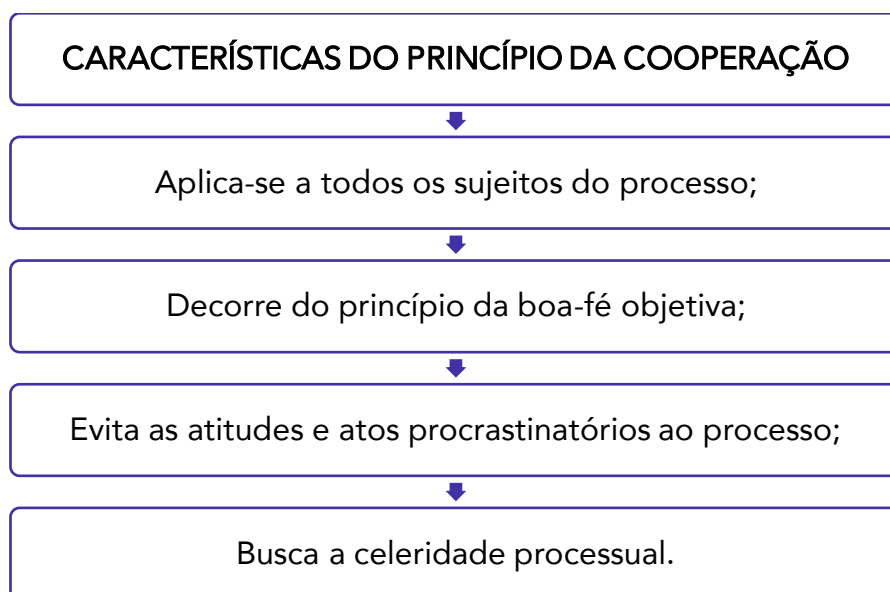 CARACTERÍSTICAS DO PRINCÍPIO DA COOPERAÇÃO
Aplica-se a todos os sujeitos do processo;
Decorre do princípio da boa-fé objetiva;
Evita as atitudes e atos procrastinatórios ao processo;
Busca a celeridade processual.